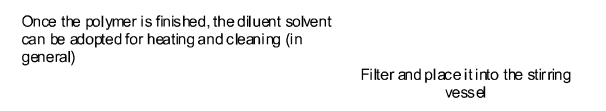 Once the polymer is finished, the diluent solvent
can be adopted for heating and cleaning (in
general)
Filter and place it into the stirring
vessel